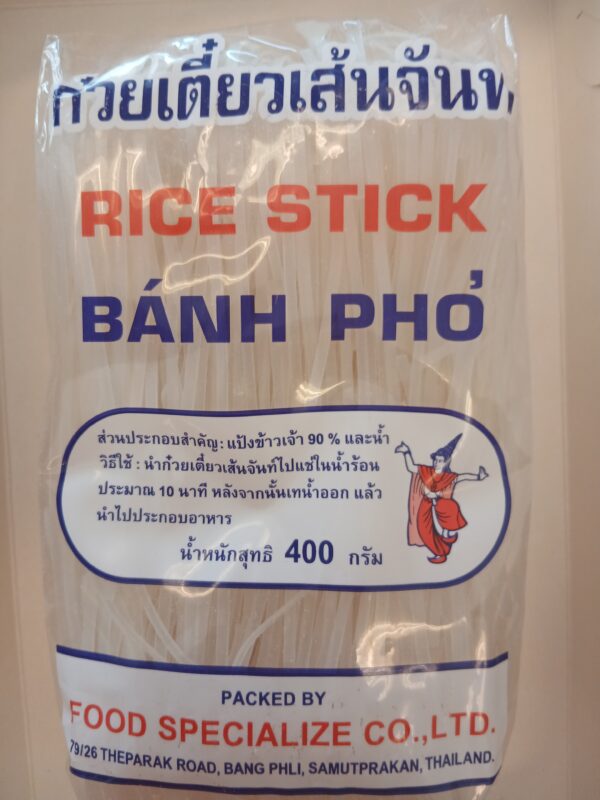 ก๋วยเตี๋ยวเส้นจันท
RICE STICK
BÁNH PHỞ
ส่วนประกอบสำคัญ: แป้งข้าวเจ้า 90 % และน้ำ
วิธีใช้ : นำก๋วยเตี๋ยวเส้นจันท์ไปแช่ในน้ำร้อน
ประมาณ 10 นาที หลังจากนั้นเทน้ำออก แล้ว
นำไปประกอบอาหาร
น้ำหนักสุทธิ 400 กรัม
PACKED BY
FOOD SPECIALIZE CO.,LTD.
79/26 THEPARAK ROAD, BANG PHLI, SAMUTPRAKAN, THAILAND.